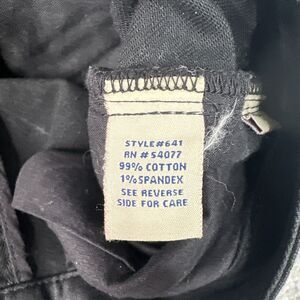 STYLE#641
RN #54077
99% COTTON
1% SPANDEX
SEE REVERSE
SIDE FOR CARE